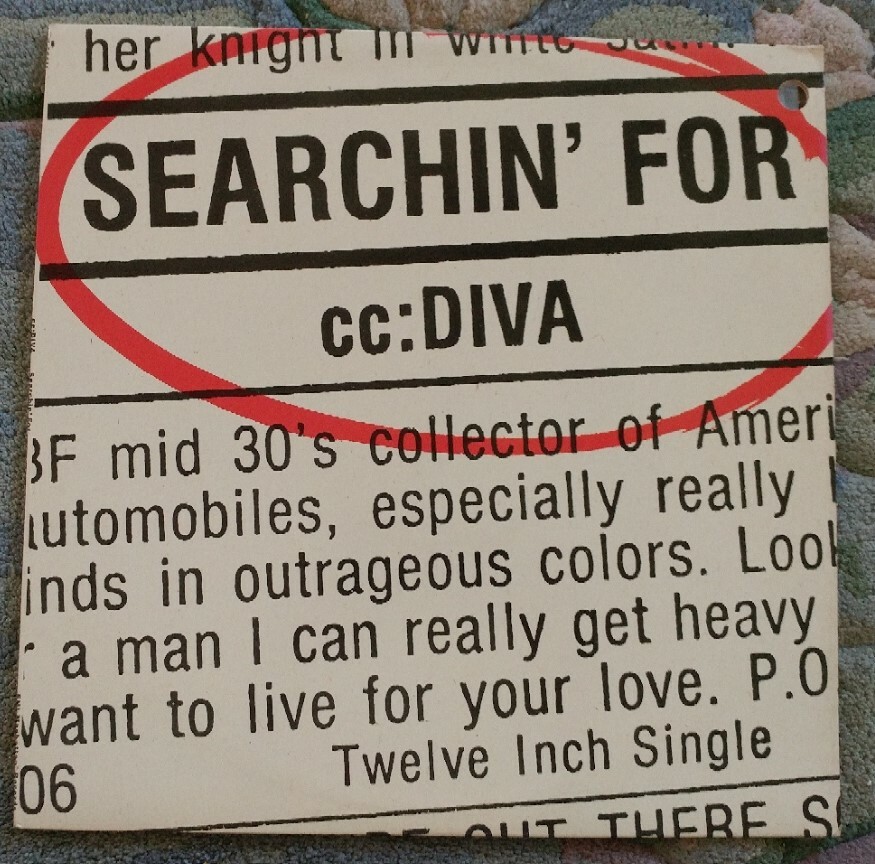 her knight in white satin.
SEARCHIN' FOR
cc:DIVA
BF mid 30's collector of Ameri
automobiles, especially really
inds in outrageous colors. Look
a man I can really get heavy
want to live for your love. P.O
06
Twelve Inch Single
OUT THERE S